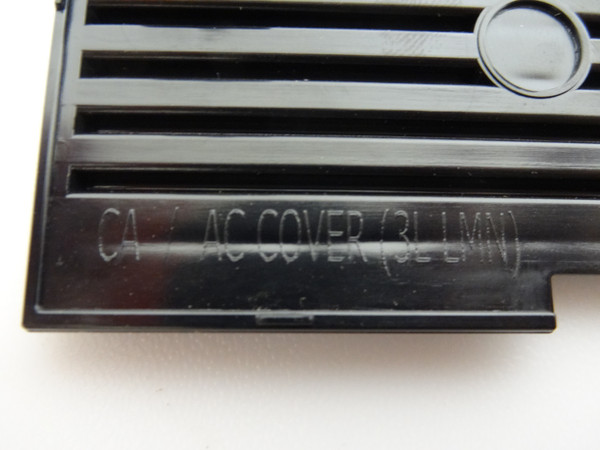 CA / AC COVER (3L LMN)